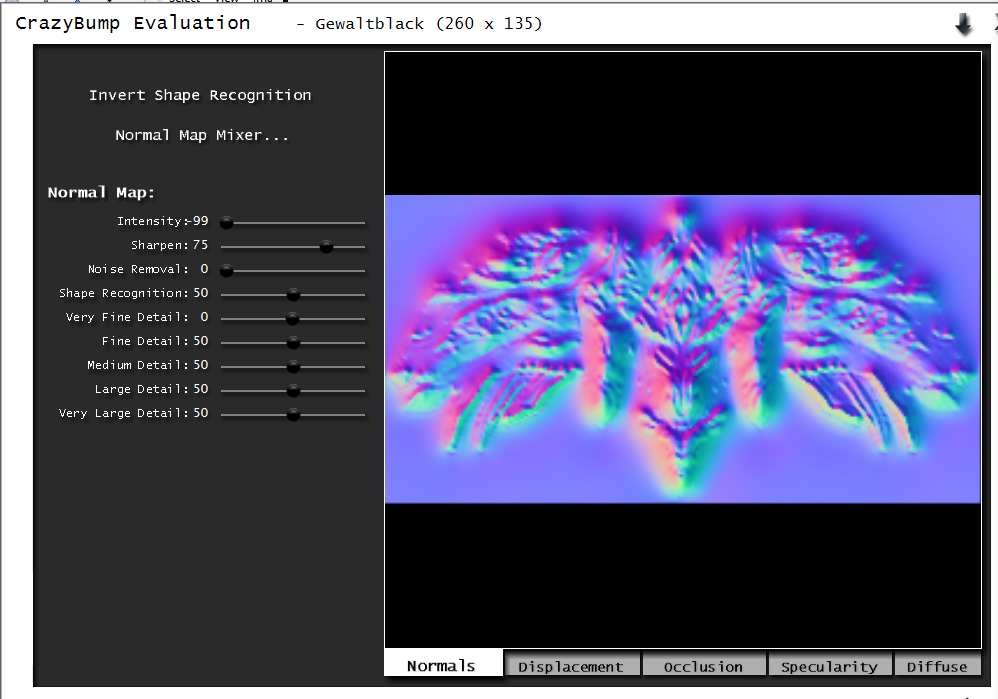 CrazyBump Evaluation - Gewaltblack (260 x 135)
Invert Shape Recognition
Normal Map Mixer...
Normal Map:
Intensity:-99
Sharpen: 75
Noise Removal: 0
Shape Recognition: 50
Very Fine Detail: 0
Fine Detail: 50
Medium Detail: 50
Large Detail: 50
Very Large Detail: 50
Normals Displacement Occlusion Specularity Diffuse